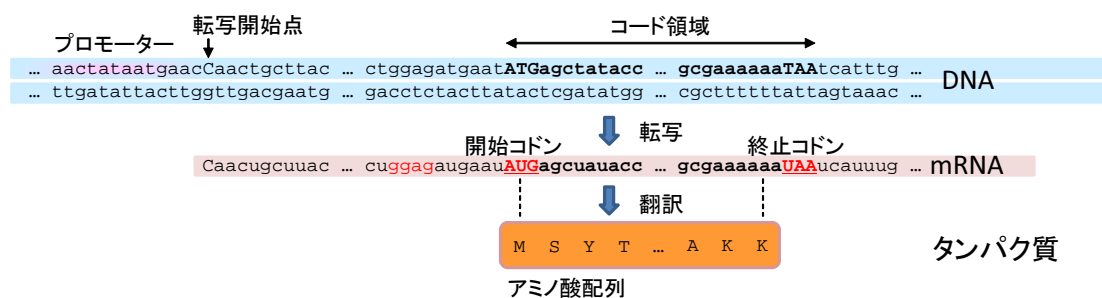 転写開始点
プロモーター
コード領域
… aactataatgaacCaactgcttac … ctggagatgaatATGagctatacc … gcgaaaaaaTAAtcatttg …
… ttgatattacttggttgacgaatg … gacctctacttatactcgatatgg … cgcttttttattagtaaac …
DNA
転写
開始コドン
終止コドン
Caacugcuuac … cuggagaugaauAUGagcuauacc … gcgaaaaaaUAAucauuug … mRNA
翻訳
M S Y T … A K K
タンパク質
アミノ酸配列